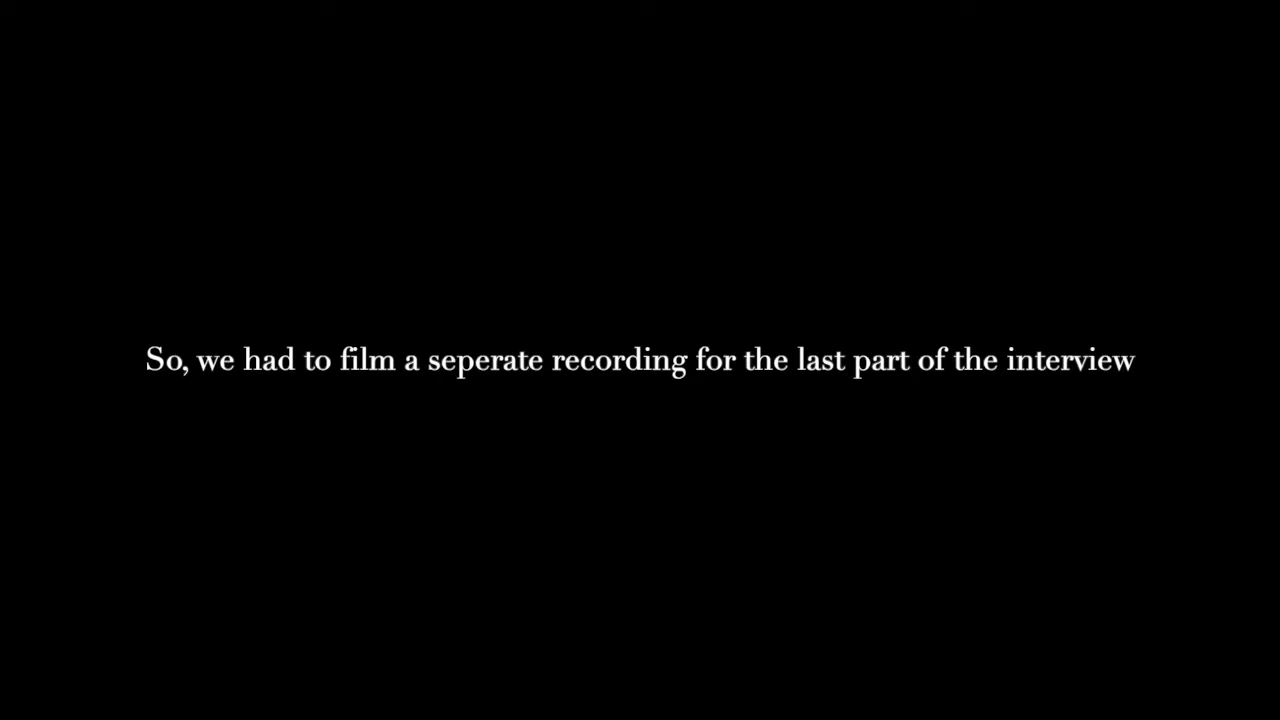 So, we had to film a seperate recording for the last part of the interview